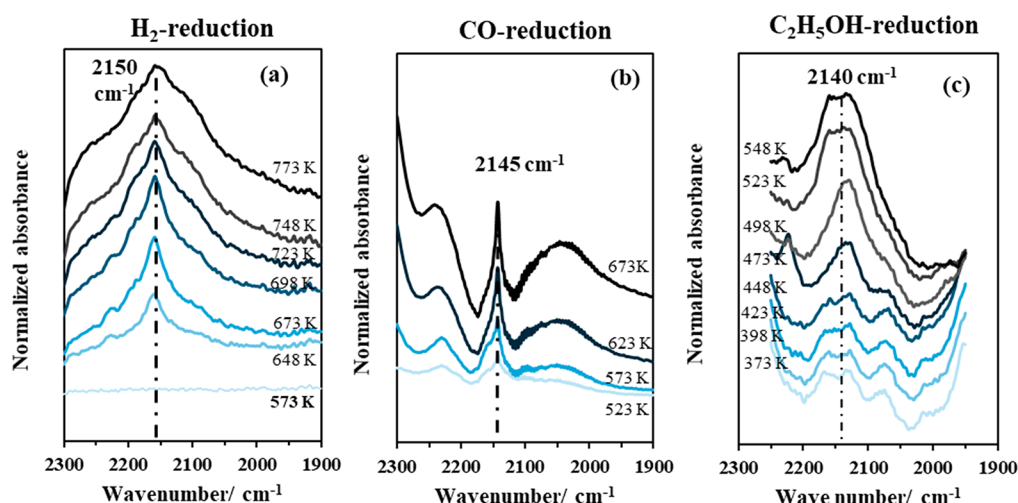 H2-reduction
CO-reduction
C2H5OH-reduction
(a)
2150
cm-1
773 K
748 K
723 K
698 K
673 K
648 K
573 K
Normalized absorbance
2300
2200
2100
2000
1900
Wavenumber/ cm-1
(b)
2145 cm-1
673K
623 K
573 K
523 K
Normalized absorbance
2300
2200
2100
2000
1900
Wavenumber/ cm-1
(c)
2140 cm-1
548 K
523 K
498 K
473 K
448 K
423 K
398 K
373 K
Normalized absorbance
2300
2200
2100
2000
1900
Wave number/ cm-1